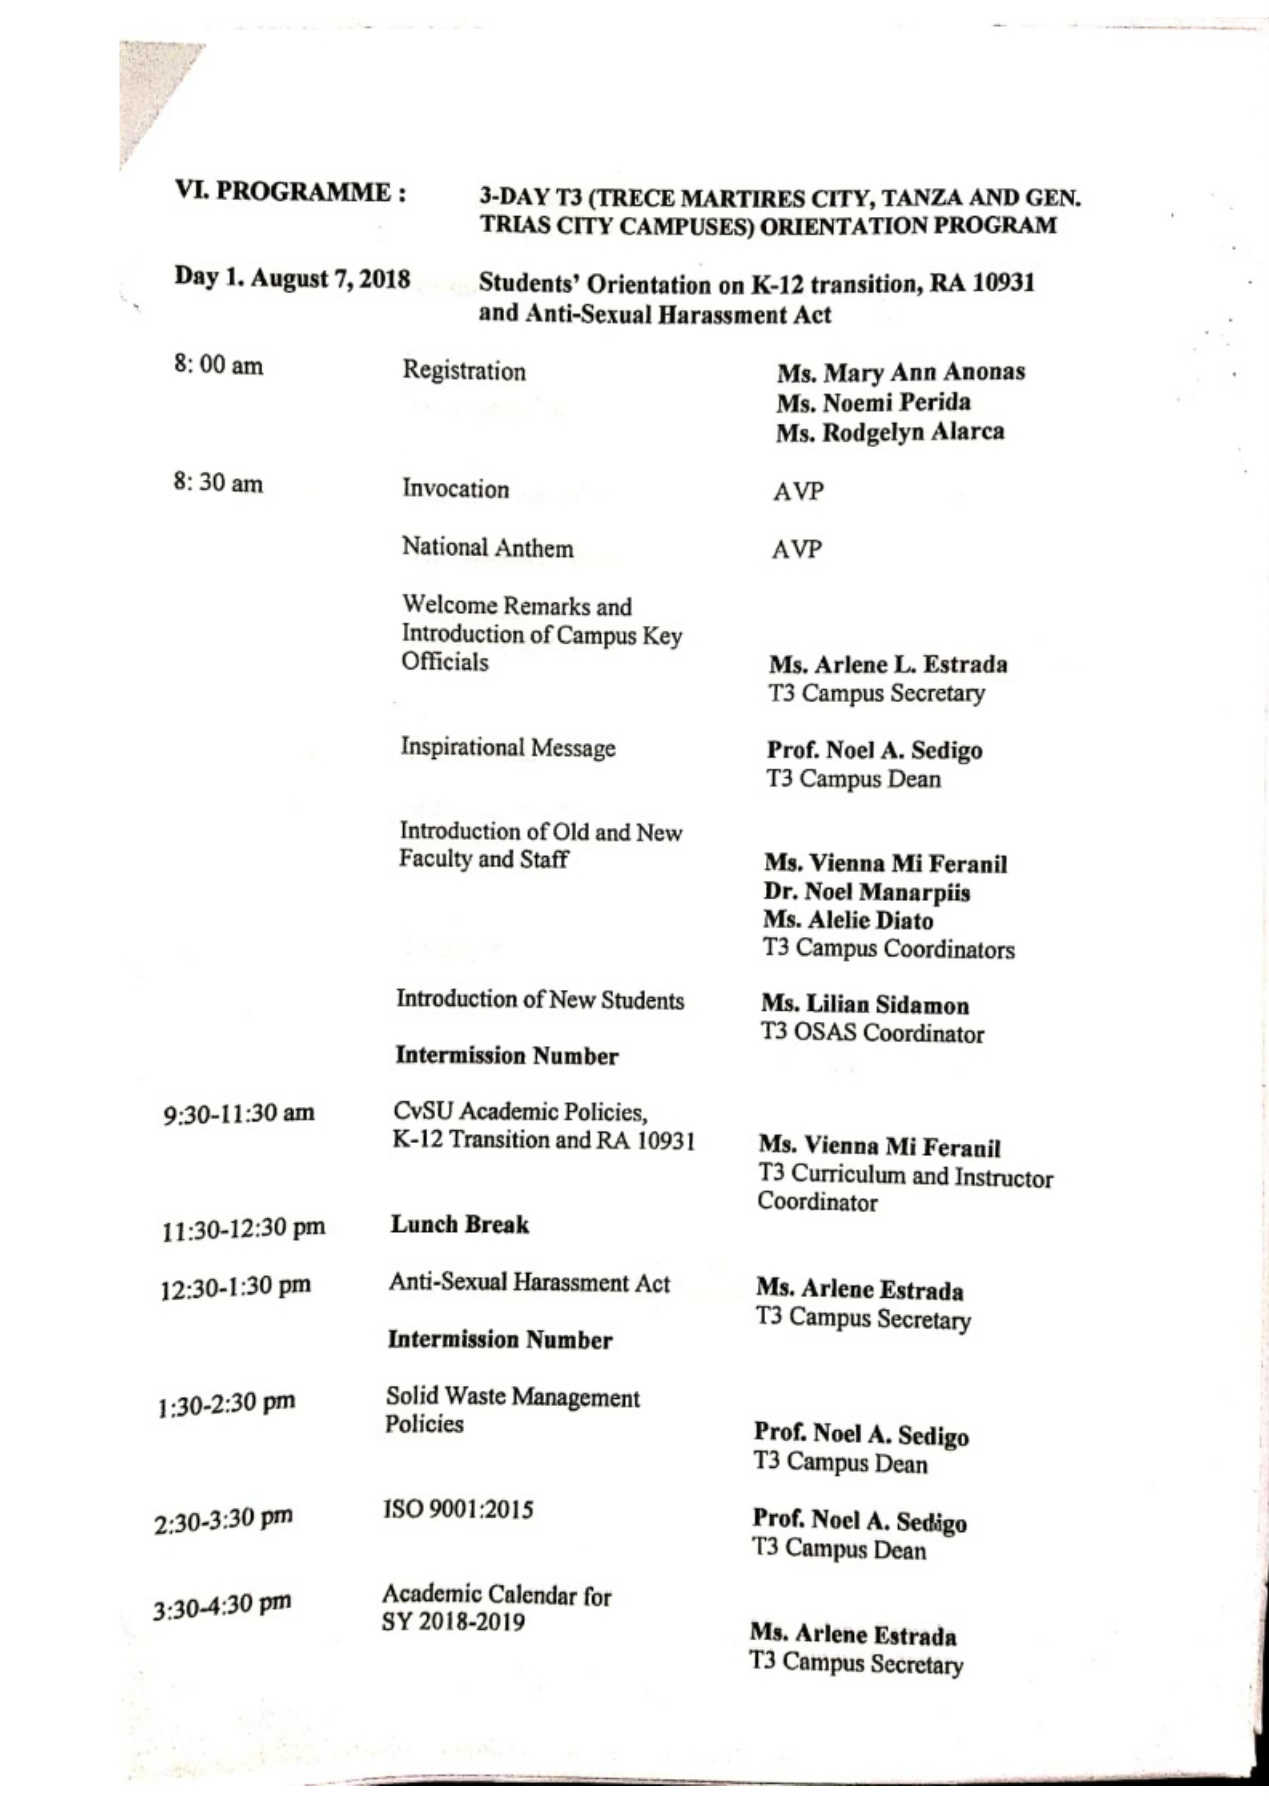 VI. PROGRAMME : 3-DAY T3 (TRECE MARTIRES CITY, TANZA AND GEN.
TRIAS CITY CAMPUSES) ORIENTATION PROGRAM
Day 1. August 7, 2018 Students' Orientation on K-12 transition, RA 10931
and Anti-Sexual Harassment Act
8: 00 am Registration Ms. Mary Ann Anonas
Ms. Noemi Perida
Ms. Rodgelyn Alarca
8: 30 am Invocation AVP
National Anthem AVP
Welcome Remarks and
Introduction of Campus Key
Officials Ms. Arlene L. Estrada
T3 Campus Secretary
Inspirational Message Prof. Noel A. Sedigo
T3 Campus Dean
Introduction of Old and New
Faculty and Staff Ms. Vienna Mi Feranil
Dr. Noel Manarpiis
Ms. Alelie Diato
T3 Campus Coordinators
Introduction of New Students Ms. Lilian Sidamon
T3 OSAS Coordinator
Intermission Number
9:30-11:30 am CvSU Academic Policies,
K-12 Transition and RA 10931 Ms. Vienna Mi Feranil
T3 Curriculum and Instructor
Coordinator
11:30-12:30 pm Lunch Break
12:30-1:30 pm Anti-Sexual Harassment Act Ms. Arlene Estrada
T3 Campus Secretary
Intermission Number
1:30-2:30 pm Solid Waste Management
Policies Prof. Noel A. Sedigo
T3 Campus Dean
2:30-3:30 pm ISO 9001:2015 Prof. Noel A. Sedigo
T3 Campus Dean
3:30-4:30 pm Academic Calendar for
SY 2018-2019 Ms. Arlene Estrada
T3 Campus Secretary